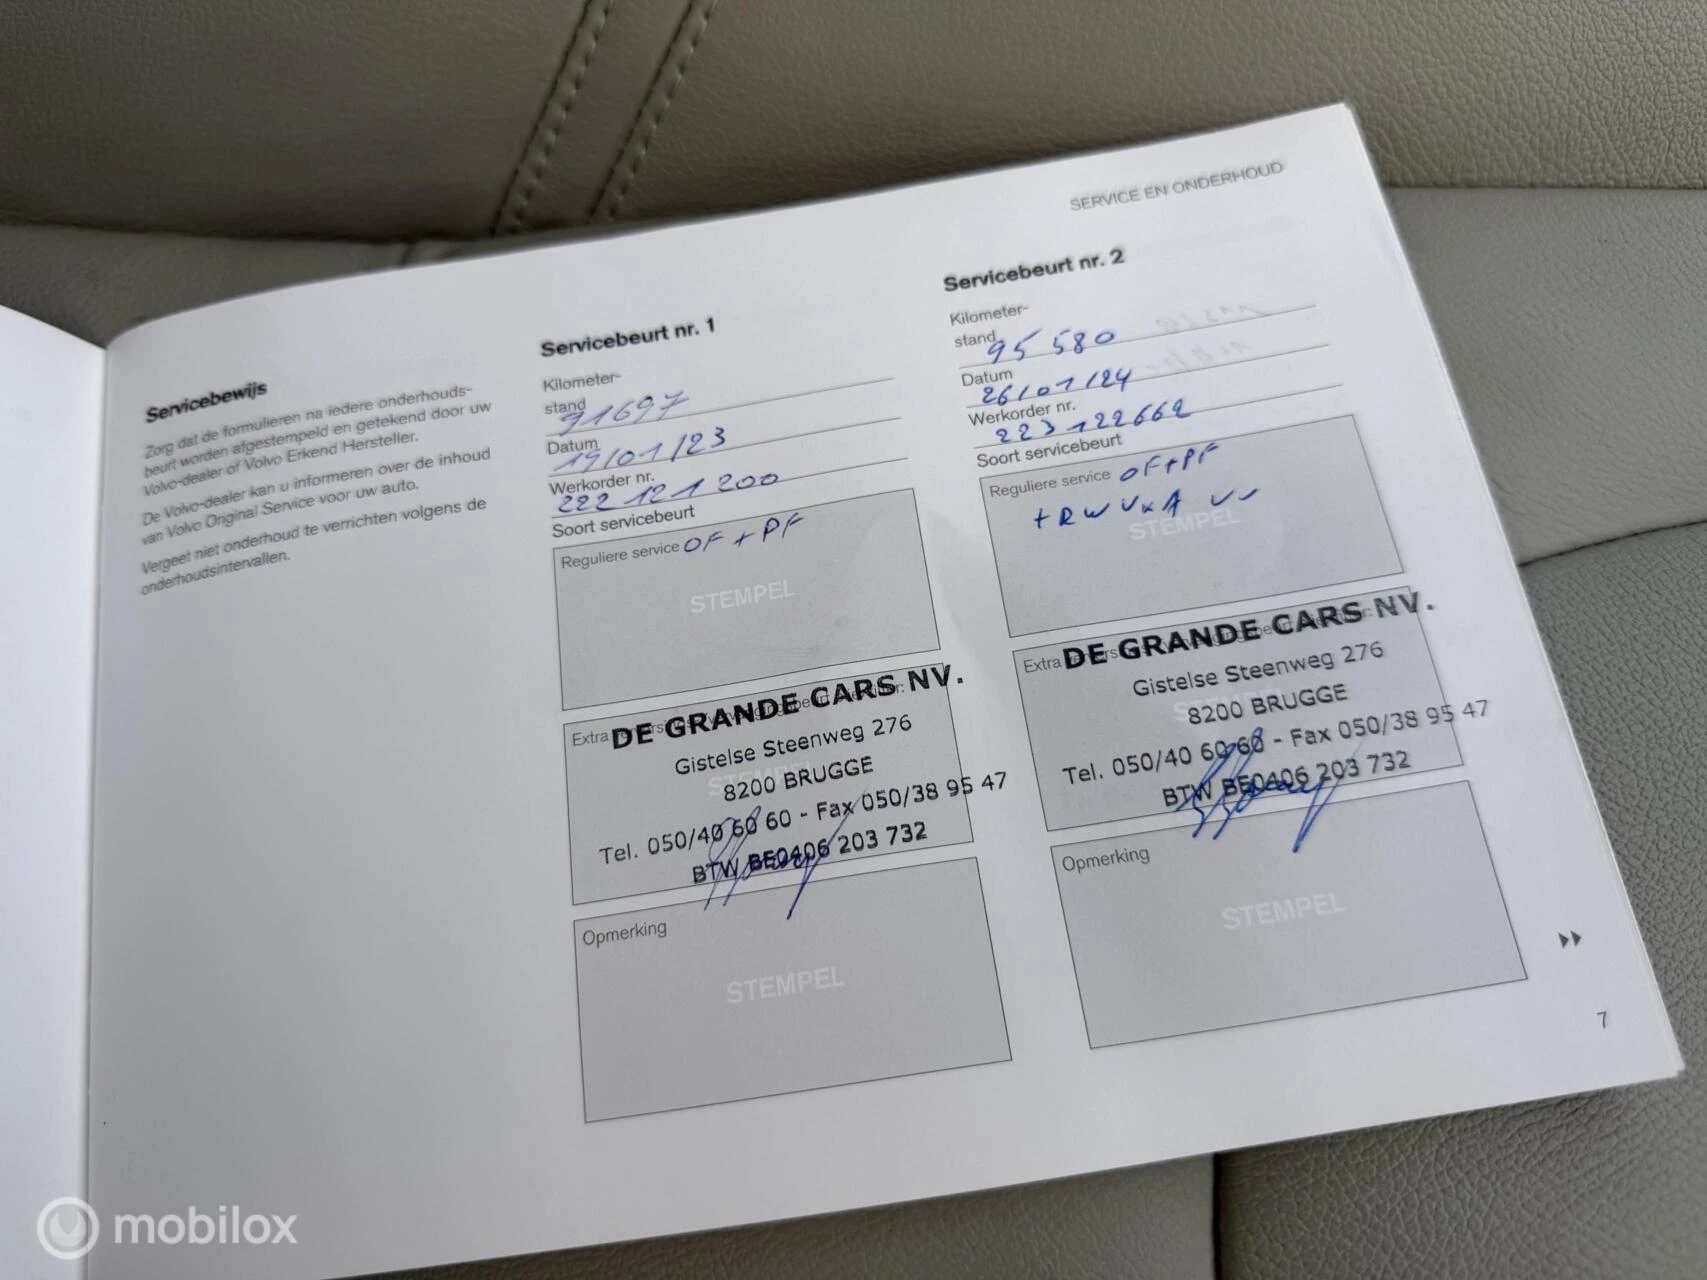 SERVICE EN ONDERHOUD
Servicebewijs
Zorg dat de formulieren na iedere onderhouds-
beurt worden afgestempeld en getekend door uw
Volvo-dealer of Volvo Erkend Hersteller.
De Volvo-dealer kan u informeren over de inhoud
van Volvo Original Service voor uw auto.
Vergeet niet onderhoud te verrichten volgens de
onderhoudsintervallen.
Servicebeurt nr. 1
Kilometer-
stand 91697
Datum
19/01/23
Werkorder nr.
222 121 200
Soort servicebeurt
Reguliere service OF + PF
STEMPEL
Extra
DE GRANDE CARS NV.
Gistelse Steenweg 276
8200 BRUGGE
Tel. 050/40 60 60 - Fax 050/38 95 47
BTW BE0406 203 732
Opmerking
STEMPEL
Servicebeurt nr. 2
Kilometer-
stand 95 580
Datum
26/01/24
Werkorder nr.
223122662
Soort servicebeurt
Reguliere service OF+PF
STEMPEL
Extra
DE GRANDE CARS NV.
Gistelse Steenweg 276
8200 BRUGGE
Tel. 050/40 60 60 - Fax 050/38 95 47
BTW BE0406 203 732
Opmerking
STEMPEL
7
mobilox